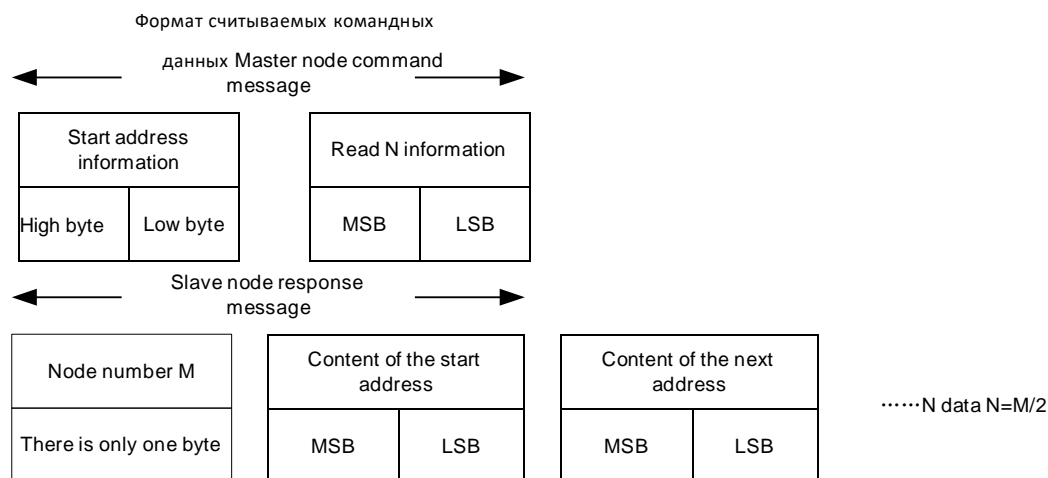 Формат считываемых командных
данных Master node command
message
Start address
information
Read N information
High byte
Low byte
MSB
LSB
Slave node response
message
Node number M
Content of the start
address
Content of the next
address
There is only one byte
MSB
LSB
MSB
LSB
⋯⋯N data N=M/2